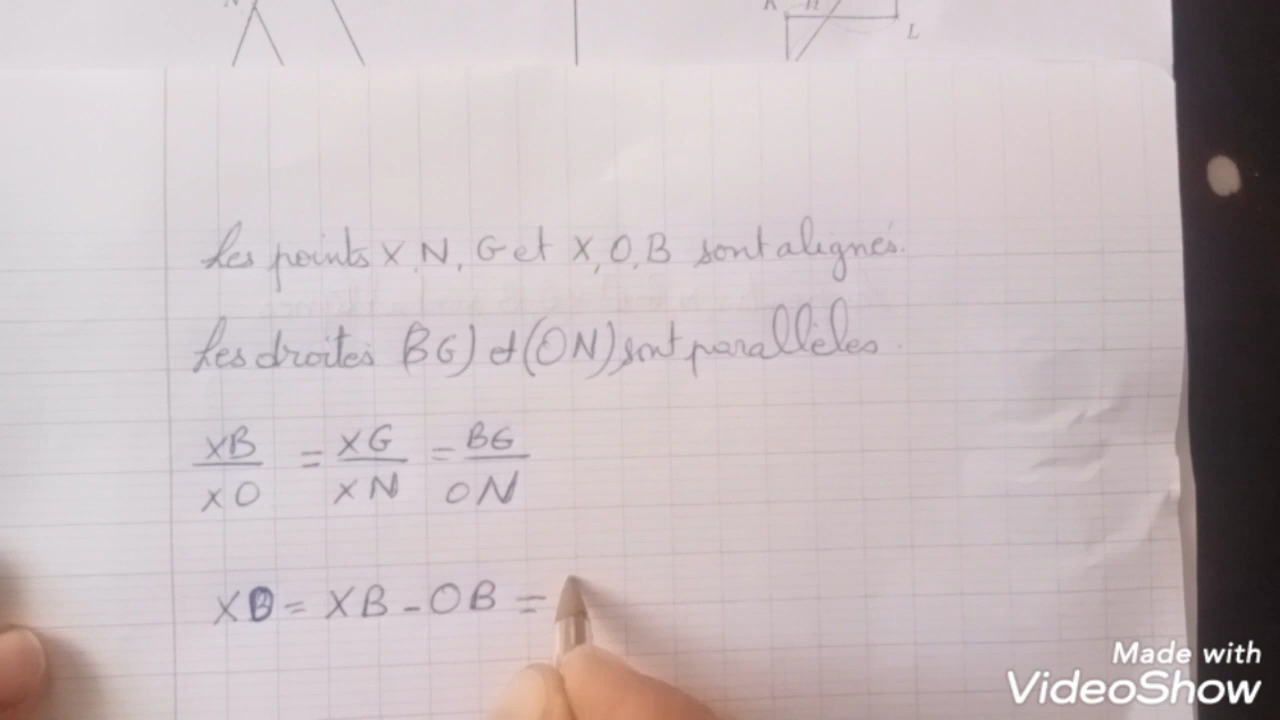 L
Les points X, N, G et X, O, B sont alignés.
Les droites BG) et (ON) sont parallèles.
XB = XG = BG
XO XN ON
XO = XB - OB =
Made with
VideoShow